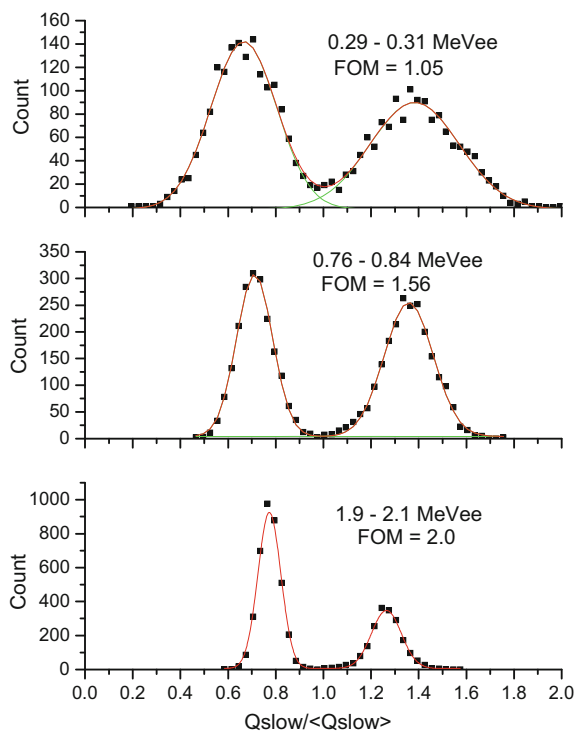 160
140
120
100
80
60
40
20
0
Count
0.29 - 0.31 MeVee
FOM = 1.05
350
300
250
200
150
100
50
0
Count
0.76 - 0.84 MeVee
FOM = 1.56
1000
800
600
400
200
0
Count
1.9 - 2.1 MeVee
FOM = 2.0
0.0 0.2 0.4 0.6 0.8 1.0 1.2 1.4 1.6 1.8 2.0
Qslow/<Qslow>